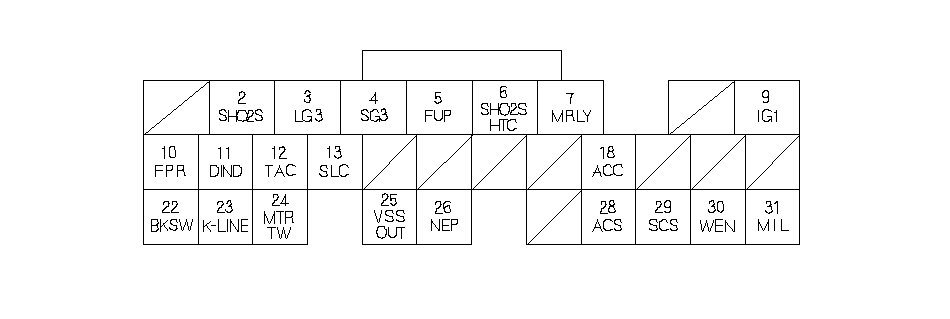 2 3 4 5 6 7 9
SHO2S LG3 SG3 FUP SHO2S HTC MRLY IG1
10 11 12 13 18
FPR DIND TAC SLC ACC
22 23 24 25 26 28 29 30 31
BKSW K-LINE MTR TW VSS OUT NEP ACS SCS WEN MIL